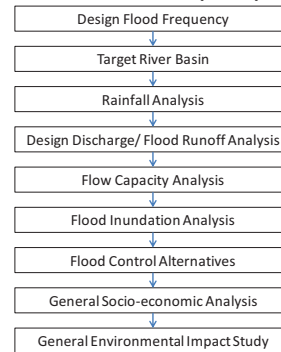 Design Flood Frequency
Target River Basin
Rainfall Analysis
Design Discharge/ Flood Runoff Analysis
Flow Capacity Analysis
Flood Inundation Analysis
Flood Control Alternatives
General Socio-economic Analysis
General Environmental Impact Study